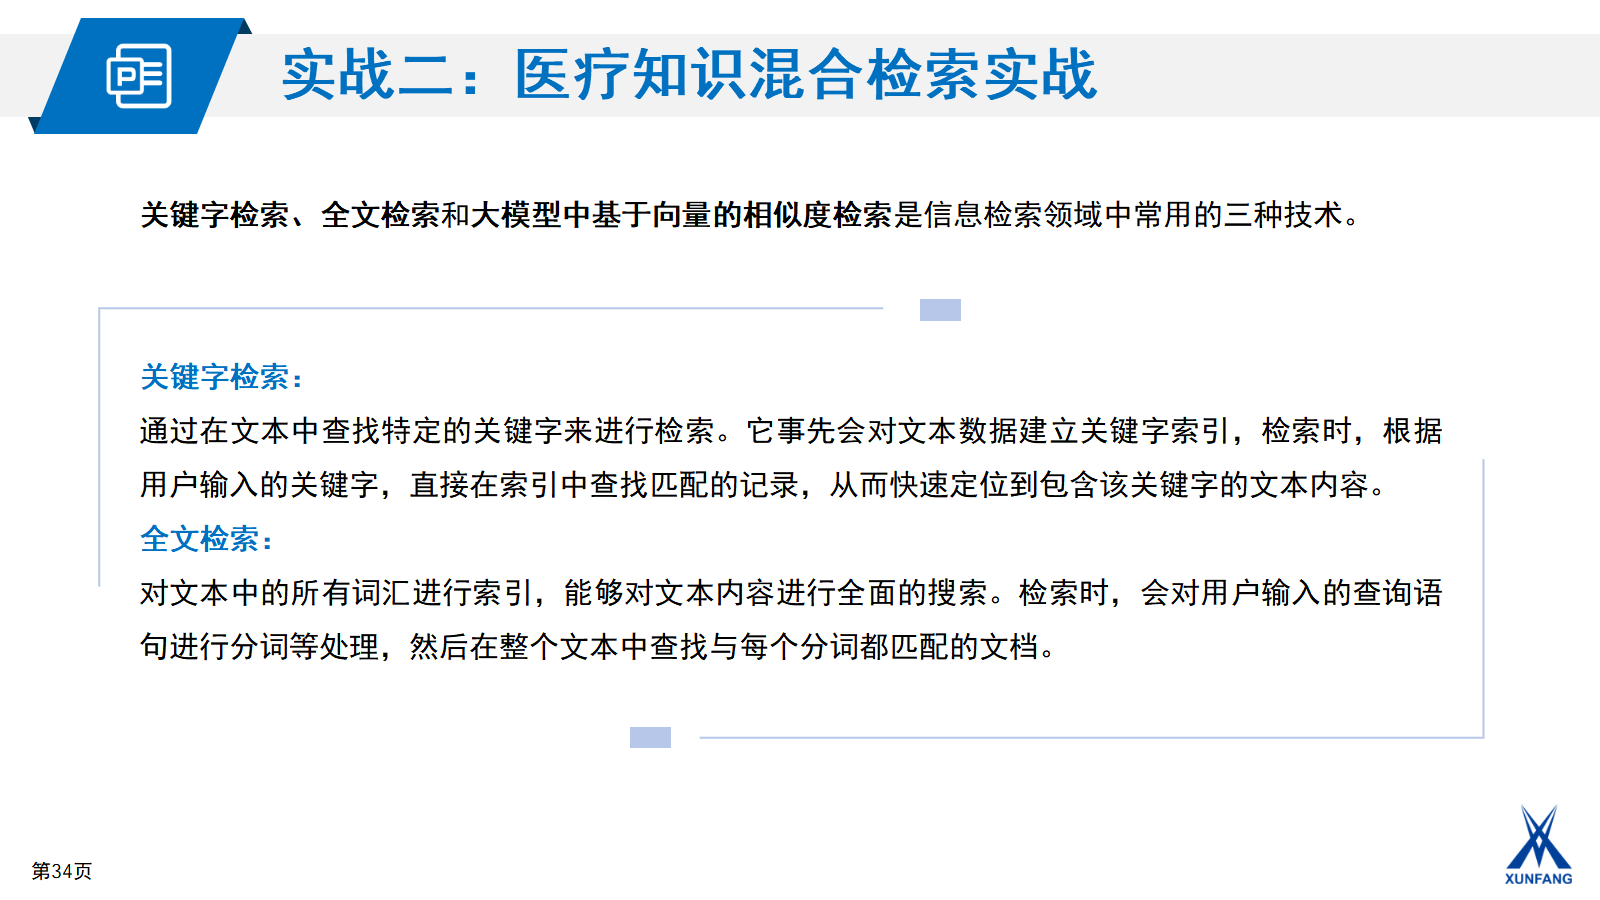 实战二：医疗知识混合检索实战
关键字检索、全文检索和大模型中基于向量的相似度检索是信息检索领域中常用的三种技术。
关键字检索：
通过在文本中查找特定的关键字来进行检索。它事先会对文本数据建立关键字索引，检索时，根据
用户输入的关键字，直接在索引中查找匹配的记录，从而快速定位到包含该关键字的文本内容。
全文检索：
对文本中的所有词汇进行索引，能够对文本内容进行全面的搜索。检索时，会对用户输入的查询语
句进行分词等处理，然后在整个文本中查找与每个分词都匹配的文档。
第34页
XUNFANG